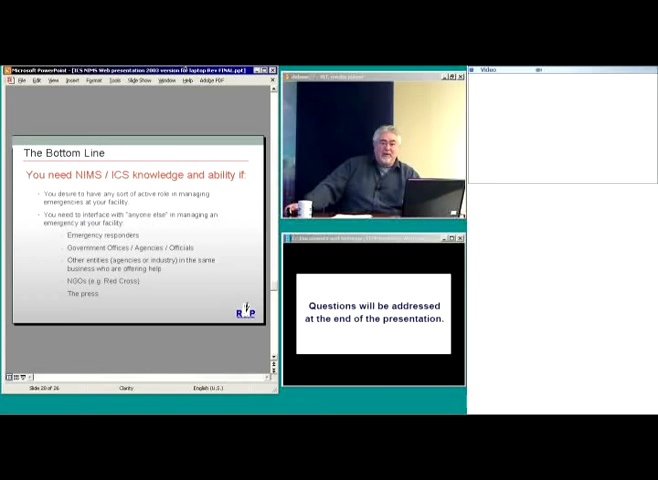 Microsoft PowerPoint - [ICS NIMS Web presentation 2003 version for laptop Rev FINAL.ppt]
File Edit View Insert Format Tools Slide Show Window Help Adobe PDF
The Bottom Line
You need NIMS / ICS knowledge and ability if:
You desire to have any sort of active role in managing
emergencies at your facility.
You need to interface with "anyone else" in managing an
emergency at your facility:
Emergency responders
Government Offices / Agencies / Officials
Other entities (agencies or industry) in the same
business who are offering help
NGOs (e.g. Red Cross)
The press
Slide 20 of 26 Clarity English (U.S.)
media player
Questions will be addressed
at the end of the presentation.
Video